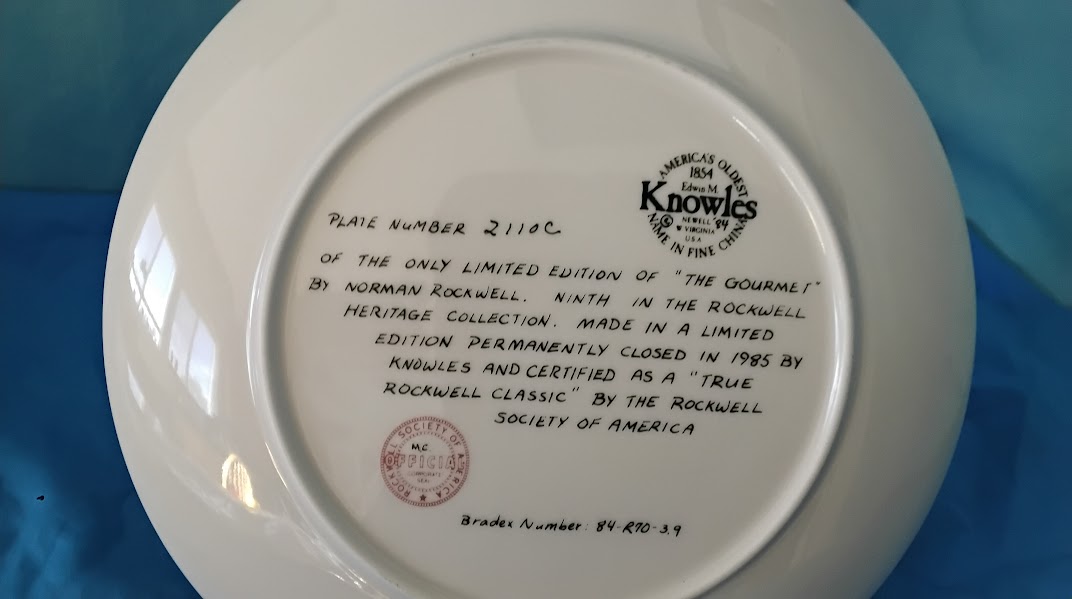 AMERICA'S OLDEST
1854
Edwin M.
Knowles
© NEWELL '84
W VIRGINIA
U.S.A
NAME IN FINE CHINA
PLATE NUMBER 2110C
OF THE ONLY LIMITED EDITION OF "THE GOURMET"
BY NORMAN ROCKWELL. NINTH IN THE ROCKWELL
HERITAGE COLLECTION. MADE IN A LIMITED
EDITION PERMANENTLY CLOSED IN 1985 BY
KNOWLES AND CERTIFIED AS A "TRUE
ROCKWELL CLASSIC" BY THE ROCKWELL
SOCIETY OF AMERICA
ROCKWELL SOCIETY OF AMERICA
M.C.
OFFICIAL
SEAL
Bradex Number: 84-R70-3.9